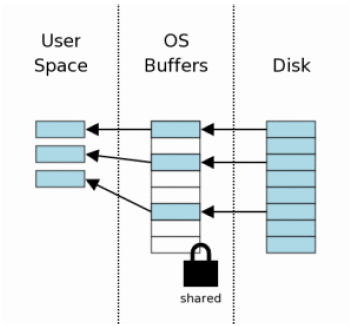 User
Space
OS
Buffers
Disk
shared